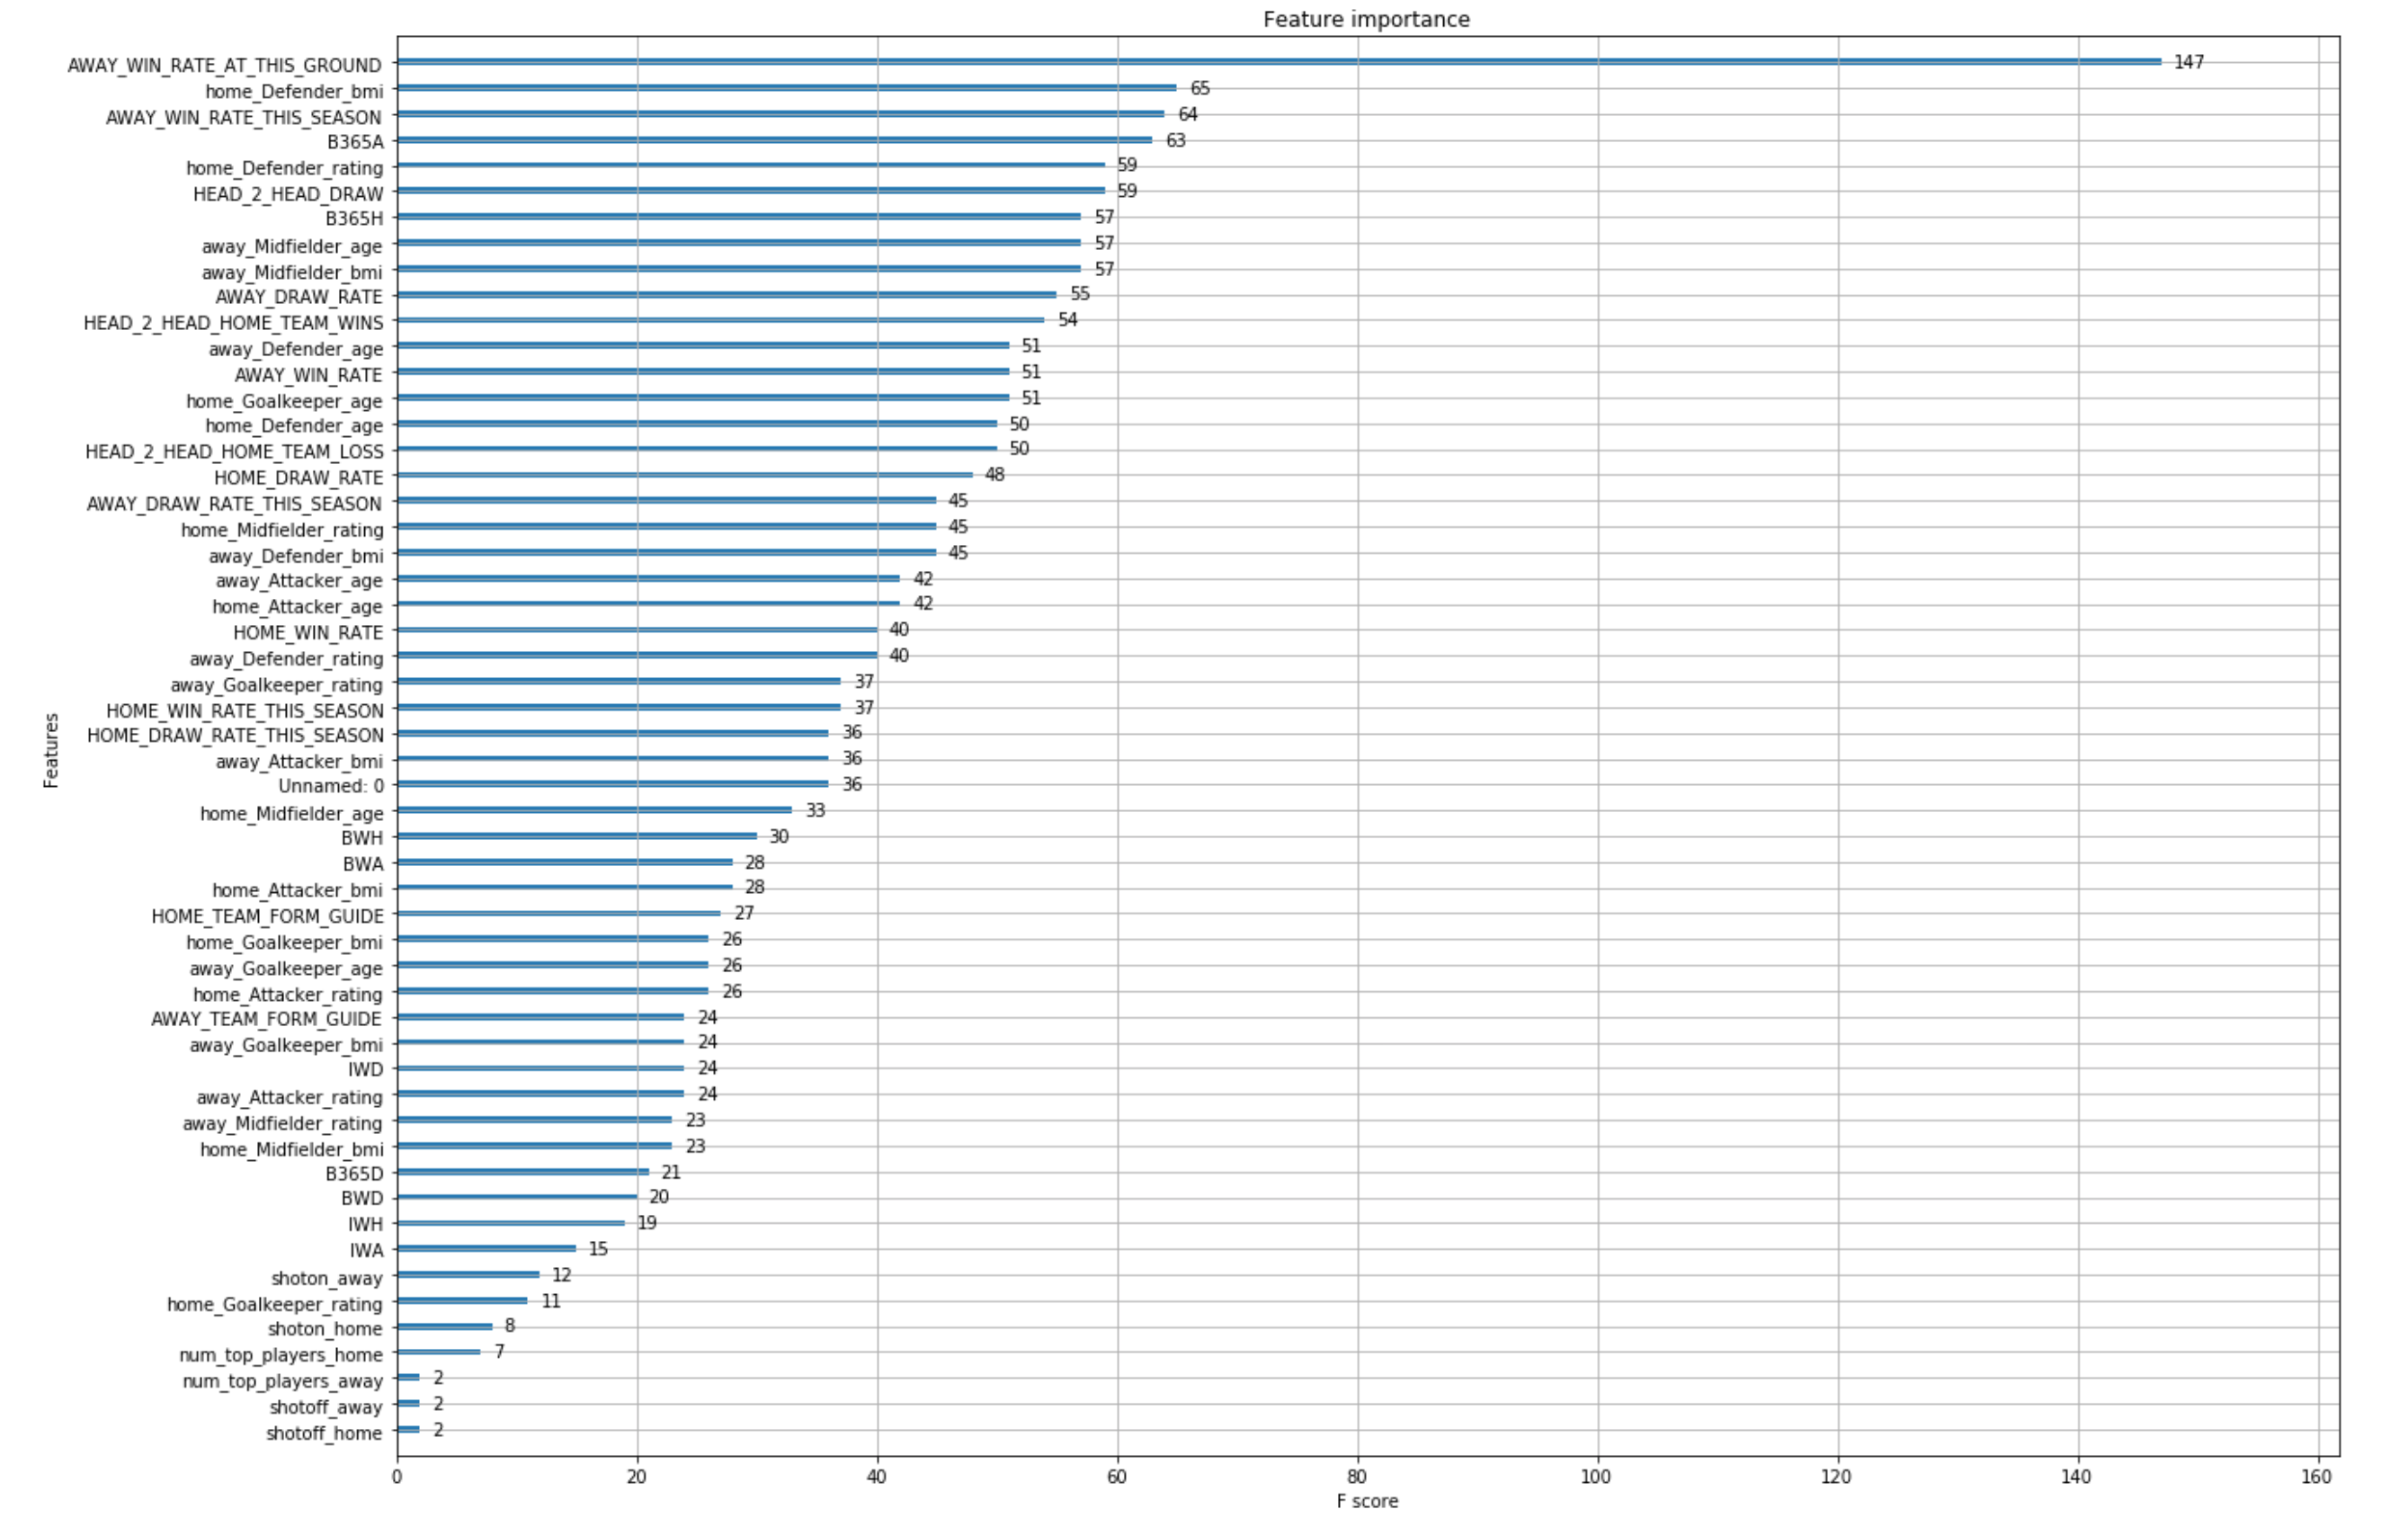 Feature importance
AWAY_WIN_RATE_AT_THIS_GROUND 147
home_Defender_bmi 65
AWAY_WIN_RATE_THIS_SEASON 64
B365A 63
home_Defender_rating 59
HEAD_2_HEAD_DRAW 59
B365H 57
away_Midfielder_age 57
away_Midfielder_bmi 57
AWAY_DRAW_RATE 55
HEAD_2_HEAD_HOME_TEAM_WINS 54
away_Defender_age 51
AWAY_WIN_RATE 51
home_Goalkeeper_age 51
home_Defender_age 50
HEAD_2_HEAD_HOME_TEAM_LOSS 50
HOME_DRAW_RATE 48
AWAY_DRAW_RATE_THIS_SEASON 45
home_Midfielder_rating 45
away_Defender_bmi 45
away_Attacker_age 42
home_Attacker_age 42
HOME_WIN_RATE 40
away_Defender_rating 40
away_Goalkeeper_rating 37
HOME_WIN_RATE_THIS_SEASON 37
HOME_DRAW_RATE_THIS_SEASON 36
away_Attacker_bmi 36
Unnamed: 0 36
home_Midfielder_age 33
BWH 30
BWA 28
home_Attacker_bmi 28
HOME_TEAM_FORM_GUIDE 27
home_Goalkeeper_bmi 26
away_Goalkeeper_age 26
home_Attacker_rating 26
AWAY_TEAM_FORM_GUIDE 24
away_Goalkeeper_bmi 24
IWD 24
away_Attacker_rating 24
away_Midfielder_rating 23
home_Midfielder_bmi 23
B365D 21
BWD 20
IWH 19
IWA 15
shoton_away 12
home_Goalkeeper_rating 11
shoton_home 8
num_top_players_home 7
num_top_players_away 2
shotoff_away 2
shotoff_home 2
Features
0 20 40 60 80 100 120 140 160
F score